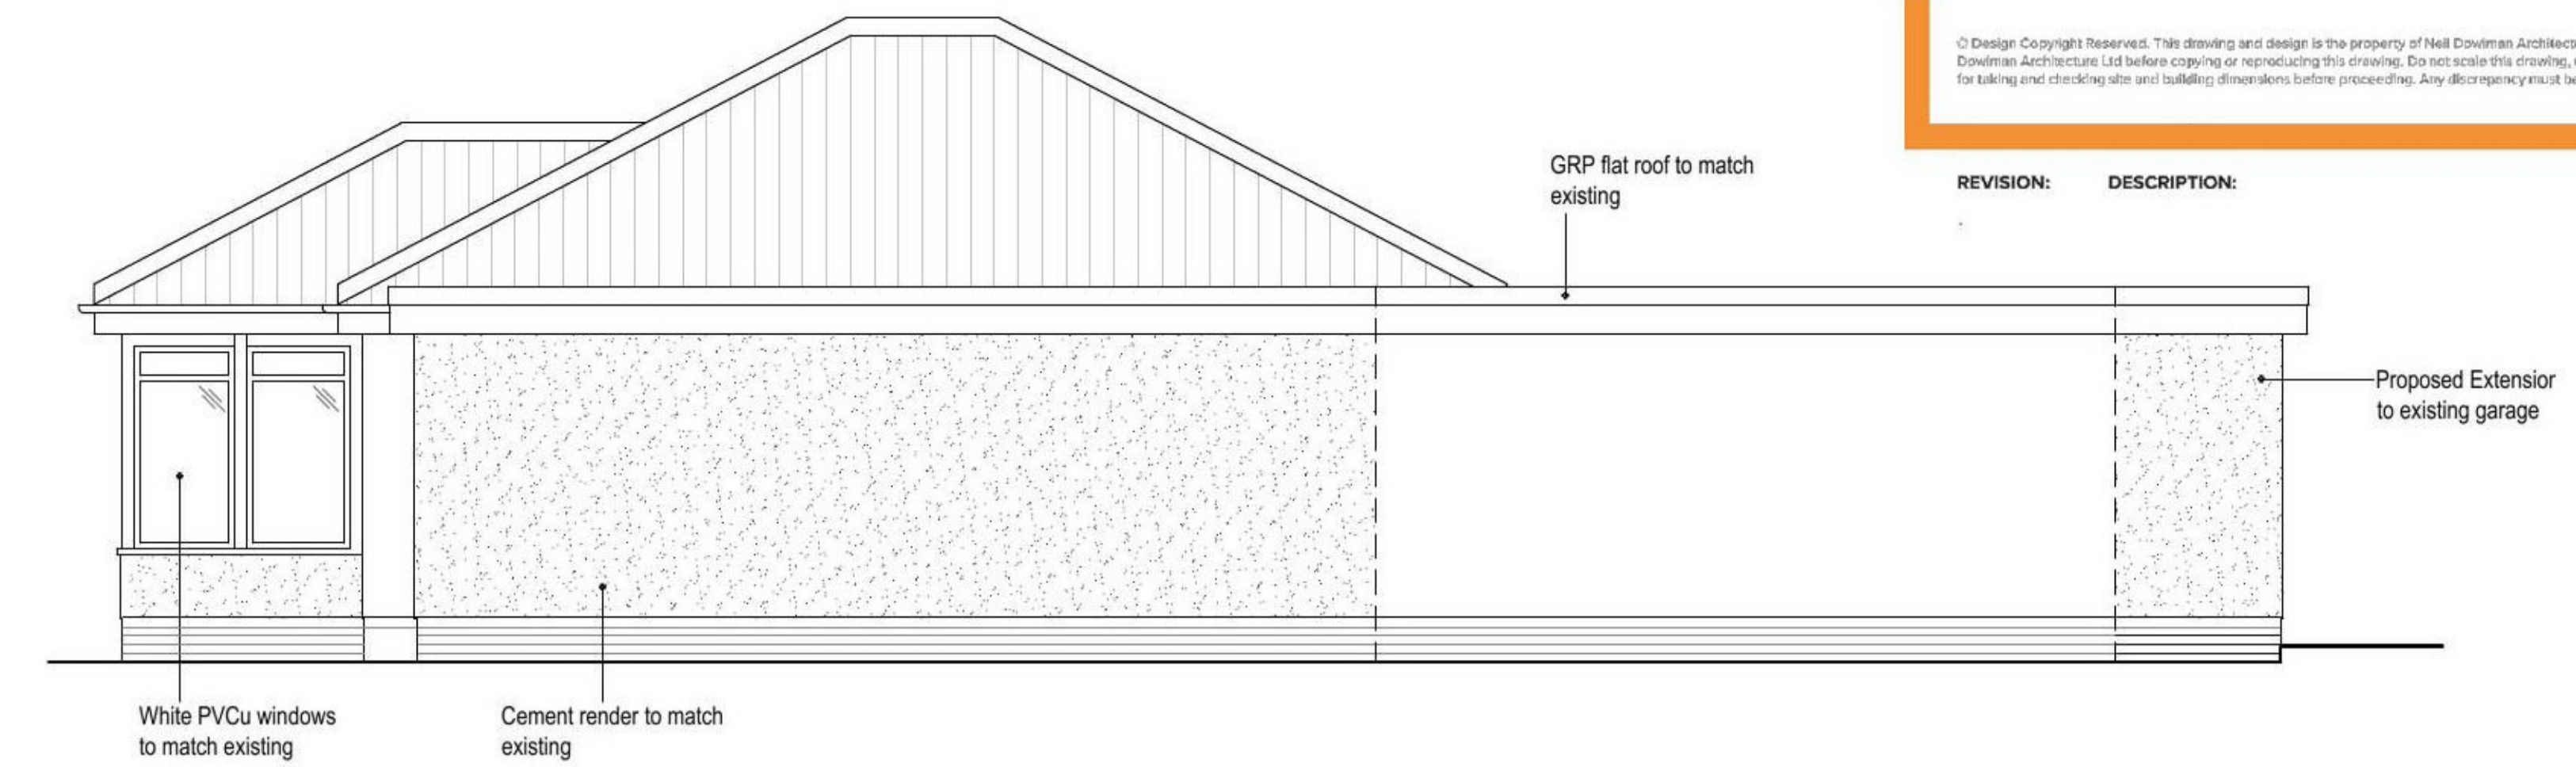 © Design Copyright Reserved. This drawing and design is the property of Neil Dowlman Architect
Dowlman Architecture Ltd before copying or reproducing this drawing. Do not scale this drawing,
for taking and checking site and building dimensions before proceeding. Any discrepancy must be
GRP flat roof to match
existing
REVISION: DESCRIPTION:
Proposed Extension
to existing garage
White PVCu windows
to match existing
Cement render to match
existing